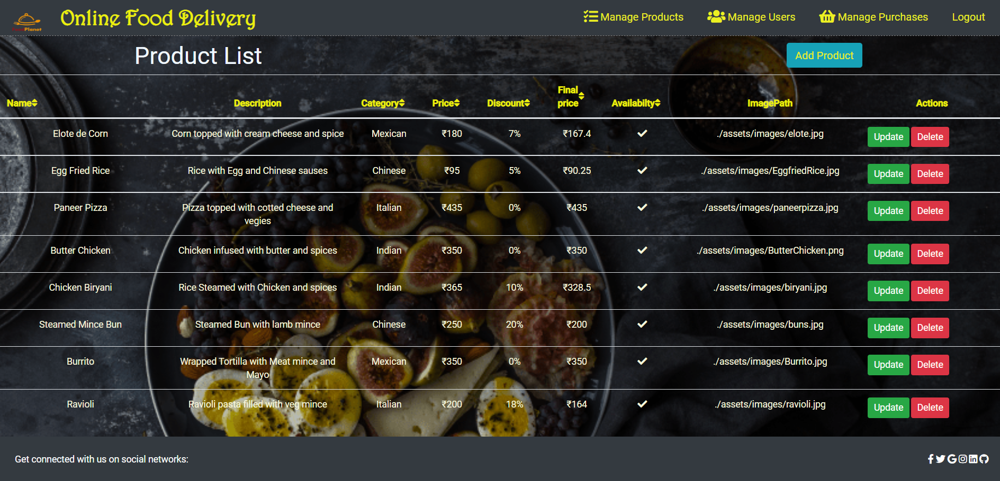 Planet
Online Food Delivery
Manage Products Manage Users Manage Purchases Logout
Product List
Add Product
Name Description Category Price Discount Final price Availabilty ImagePath Actions
Elote de Corn Corn topped with cream cheese and spice Mexican ₹180 7% ₹167.4 ./assets/images/elote.jpg Update Delete
Egg Fried Rice Rice with Egg and Chinese sauses Chinese ₹95 5% ₹90.25 ./assets/images/EggfriedRice.jpg Update Delete
Paneer Pizza Pizza topped with cotted cheese and Italian ₹435 0% ₹435 ./assets/images/paneerpizza.jpg Update Delete
vegies
Butter Chicken Chicken infused with butter and spices Indian ₹350 0% ₹350 ./assets/images/ButterChicken.png Update Delete
Chicken Biryani Rice Steamed with Chicken and spices Indian ₹365 10% ₹328.5 ./assets/images/biryani.jpg Update Delete
Steamed Mince Bun Steamed Bun with lamb mince Chinese ₹250 20% ₹200 ./assets/images/buns.jpg Update Delete
Burrito Wrapped Tortilla with Meat mince and Mexican ₹350 0% ₹350 ./assets/images/Burrito.jpg Update Delete
Mayo
Ravioli Ravioli pasta filled with veg mince Italian ₹200 18% ₹164 ./assets/images/ravioli.jpg Update Delete
Get connected with us on social networks: